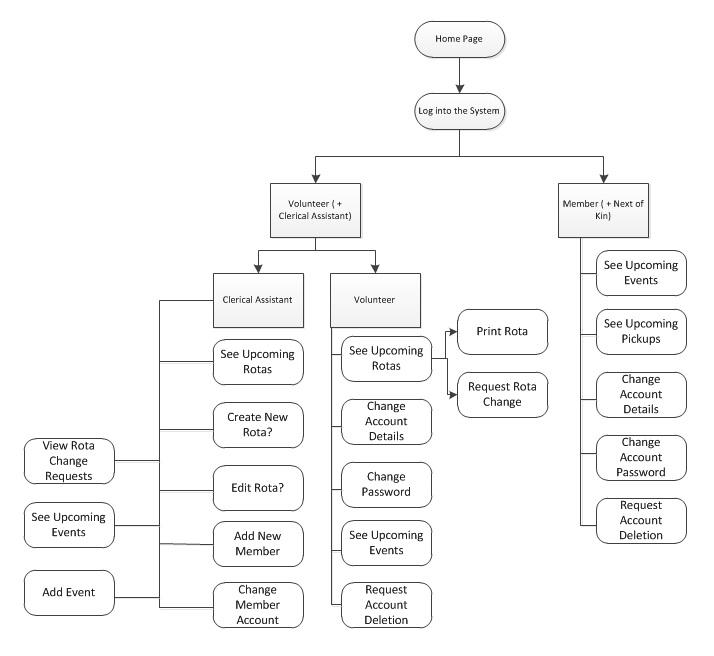 Home Page
Log into the System
Volunteer ( +
Clerical Assistant)
Member ( + Next of
Kin)
Clerical Assistant
Volunteer
See Upcoming
Rotas
Create New
Rota?
Edit Rota?
Add New
Member
Change
Member
Account
View Rota
Change
Requests
See Upcoming
Events
Add Event
See Upcoming
Rotas
Print Rota
Request Rota
Change
Change
Account
Details
Change
Password
See Upcoming
Events
Request
Account
Deletion
See Upcoming
Events
See Upcoming
Pickups
Change
Account
Details
Change
Account
Password
Request
Account
Deletion